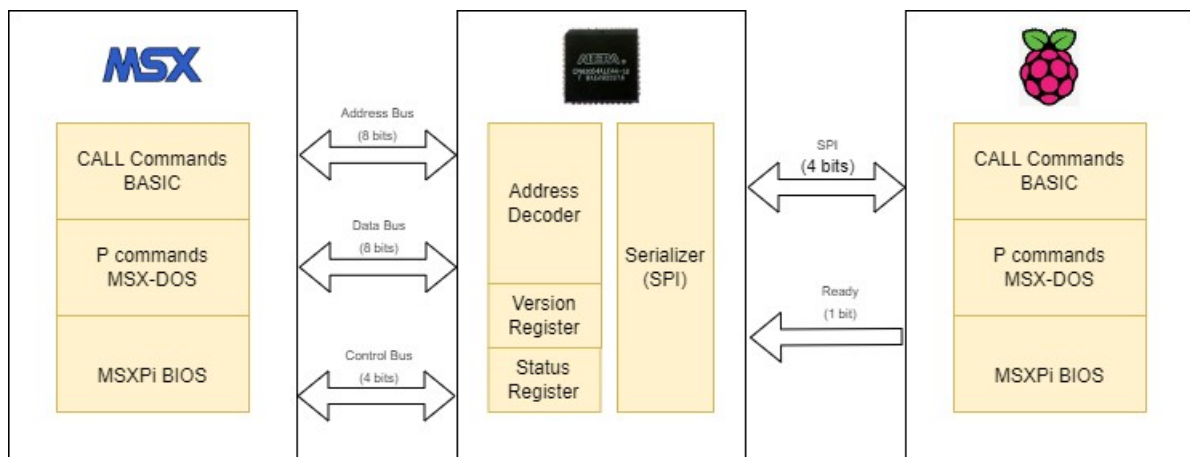 MSX
ALTERA®
CALL Commands
BASIC
P commands
MSX-DOS
MSXPi BIOS
Address Bus
(8 bits)
Data Bus
(8 bits)
Control Bus
(4 bits)
Address
Decoder
Version
Register
Status
Register
Serializer
(SPI)
SPI
(4 bits)
Ready
(1 bit)
CALL Commands
BASIC
P commands
MSX-DOS
MSXPi BIOS